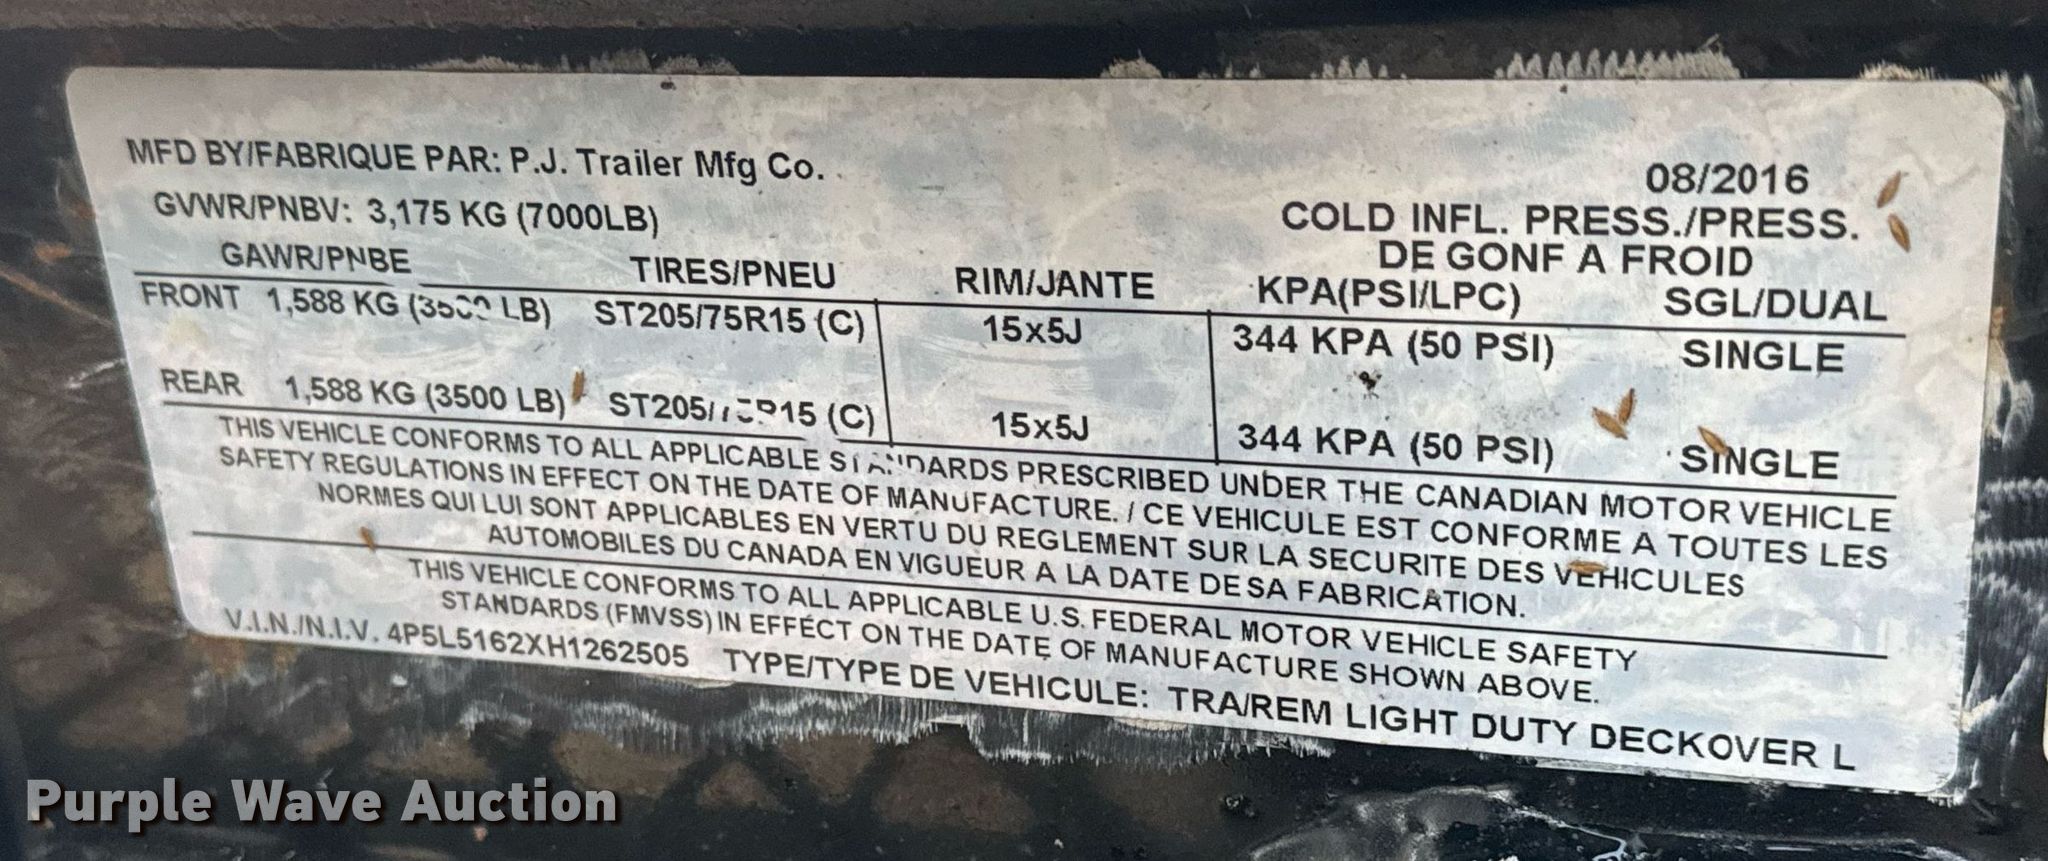 MFD BY/FABRIQUE PAR: P.J. Trailer Mfg Co.
08/2016
GVWR/PNBV: 3,175 KG (7000LB)
COLD INFL. PRESS./PRESS.
DE GONF A FROID
GAWR/PNBE TIRES/PNEU RIM/JANTE KPA(PSI/LPC) SGL/DUAL
FRONT 1,588 KG (3500 LB) ST205/75R15 (C) 15x5J 344 KPA (50 PSI) SINGLE
REAR 1,588 KG (3500 LB) ST205/75R15 (C) 15x5J 344 KPA (50 PSI) SINGLE
THIS VEHICLE CONFORMS TO ALL APPLICABLE STANDARDS PRESCRIBED UNDER THE CANADIAN MOTOR VEHICLE
SAFETY REGULATIONS IN EFFECT ON THE DATE OF MANUFACTURE. / CE VEHICULE EST CONFORME A TOUTES LES
NORMES QUI LUI SONT APPLICABLES EN VERTU DU REGLEMENT SUR LA SECURITE DES VEHICULES
AUTOMOBILES DU CANADA EN VIGUEUR A LA DATE DE SA FABRICATION.
THIS VEHICLE CONFORMS TO ALL APPLICABLE U.S. FEDERAL MOTOR VEHICLE SAFETY
STANDARDS (FMVSS) IN EFFECT ON THE DATE OF MANUFACTURE SHOWN ABOVE.
V.I.N./N.I.V. 4P5L5162XH1262505 TYPE/TYPE DE VEHICULE: TRA/REM LIGHT DUTY DECKOVER L
Purple Wave Auction